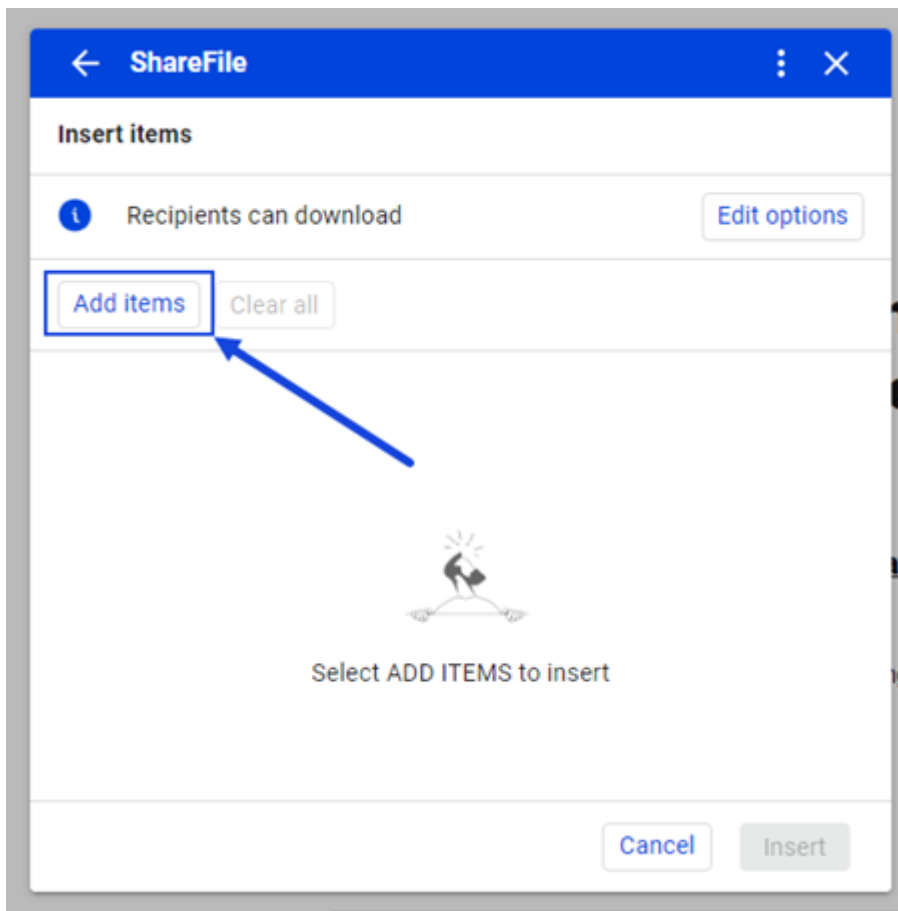 ShareFile
Insert items
Recipients can download
Edit options
Add items
Clear all
Select ADD ITEMS to insert
Cancel
Insert